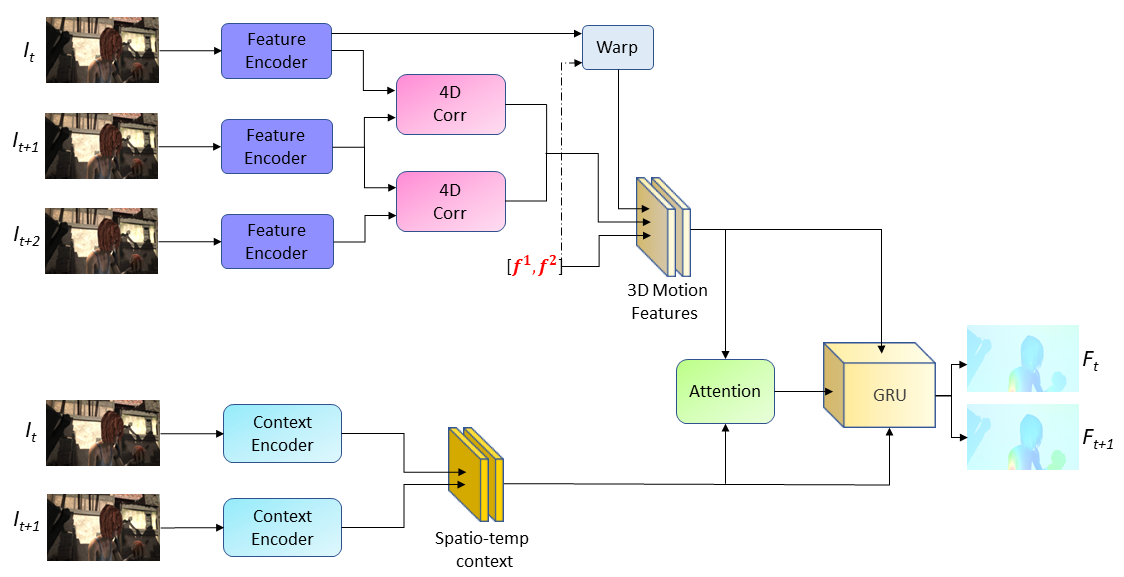 I_t
Feature
Encoder
Warp
4D
Corr
I_{t+1}
Feature
Encoder
4D
Corr
I_{t+2}
Feature
Encoder
[f^1, f^2]
3D Motion
Features
Attention
GRU
F_t
F_{t+1}
I_t
Context
Encoder
I_{t+1}
Context
Encoder
Spatio-temp
context